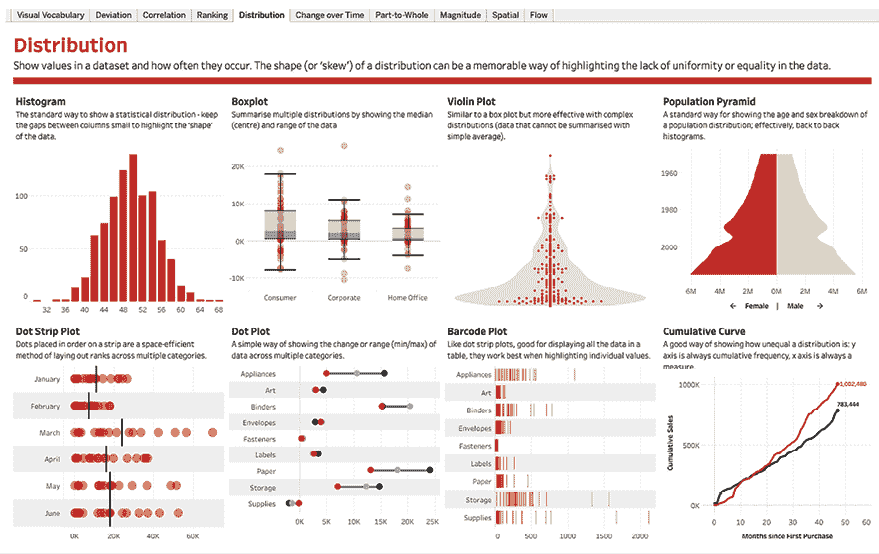 Visual Vocabulary Deviation Correlation Ranking Distribution Change over Time Part-to-Whole Magnitude Spatial Flow
Distribution
Show values in a dataset and how often they occur. The shape (or 'skew') of a distribution can be a memorable way of highlighting the lack of uniformity or equality in the data.
Histogram
The standard way to show a statistical distribution - keep
the gaps between columns small to highlight the 'shape'
of the data.
100
50
0
32 36 40 44 48 52 56 60 64 68
Boxplot
Summarise multiple distributions by showing the median
(centre) and range of the data
20K
10K
0K
-10K
Consumer Corporate Home Office
Violin Plot
Similar to a box plot but more effective with complex
distributions (data that cannot be summarised with
simple average).
Population Pyramid
A standard way for showing the age and sex breakdown of
a population distribution; effectively, back to back
histograms.
1960
1980
2000
6M 4M 2M 0M 2M 4M 6M
← Female | Male →
Dot Strip Plot
Dots placed in order on a strip are a space-efficient
method of laying out ranks across multiple categories.
January
February
March
April
May
June
0K 20K 40K 60K
Dot Plot
A simple way of showing the change or range (min/max) of
data across multiple categories.
Appliances
Art
Binders
Envelopes
Fasteners
Labels
Paper
Storage
Supplies
0K 5K 10K 15K 20K 25K
Barcode Plot
Like dot strip plots, good for displaying all the data in a
table, they work best when highlighting individual values.
Appliances
Art
Binders
Envelopes
Fasteners
Labels
Paper
Storage
Supplies
0 500 1000 1500 2000
Cumulative Curve
A good way of showing how unequal a distribution is: y
axis is always cumulative frequency, x axis is always a
measure.
1000K
500K
0K
Cumulative Sales
783,444
0 10 20 30 40 50 60
Months since First Purchase